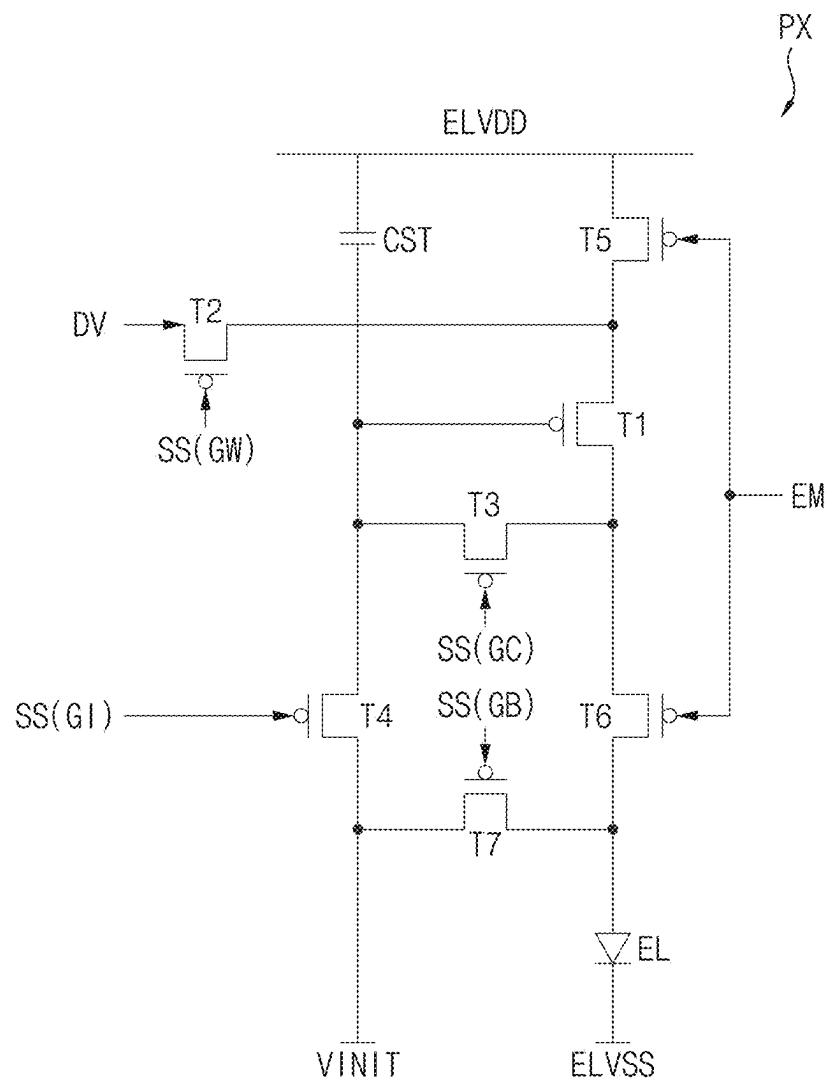 PX
ELVDD
CST
T5
T2
DV
SS(GW)
T1
EM
T3
SS(GC)
SS(GI)
T4
SS(GB)
T6
T7
EL
VINIT
ELVSS